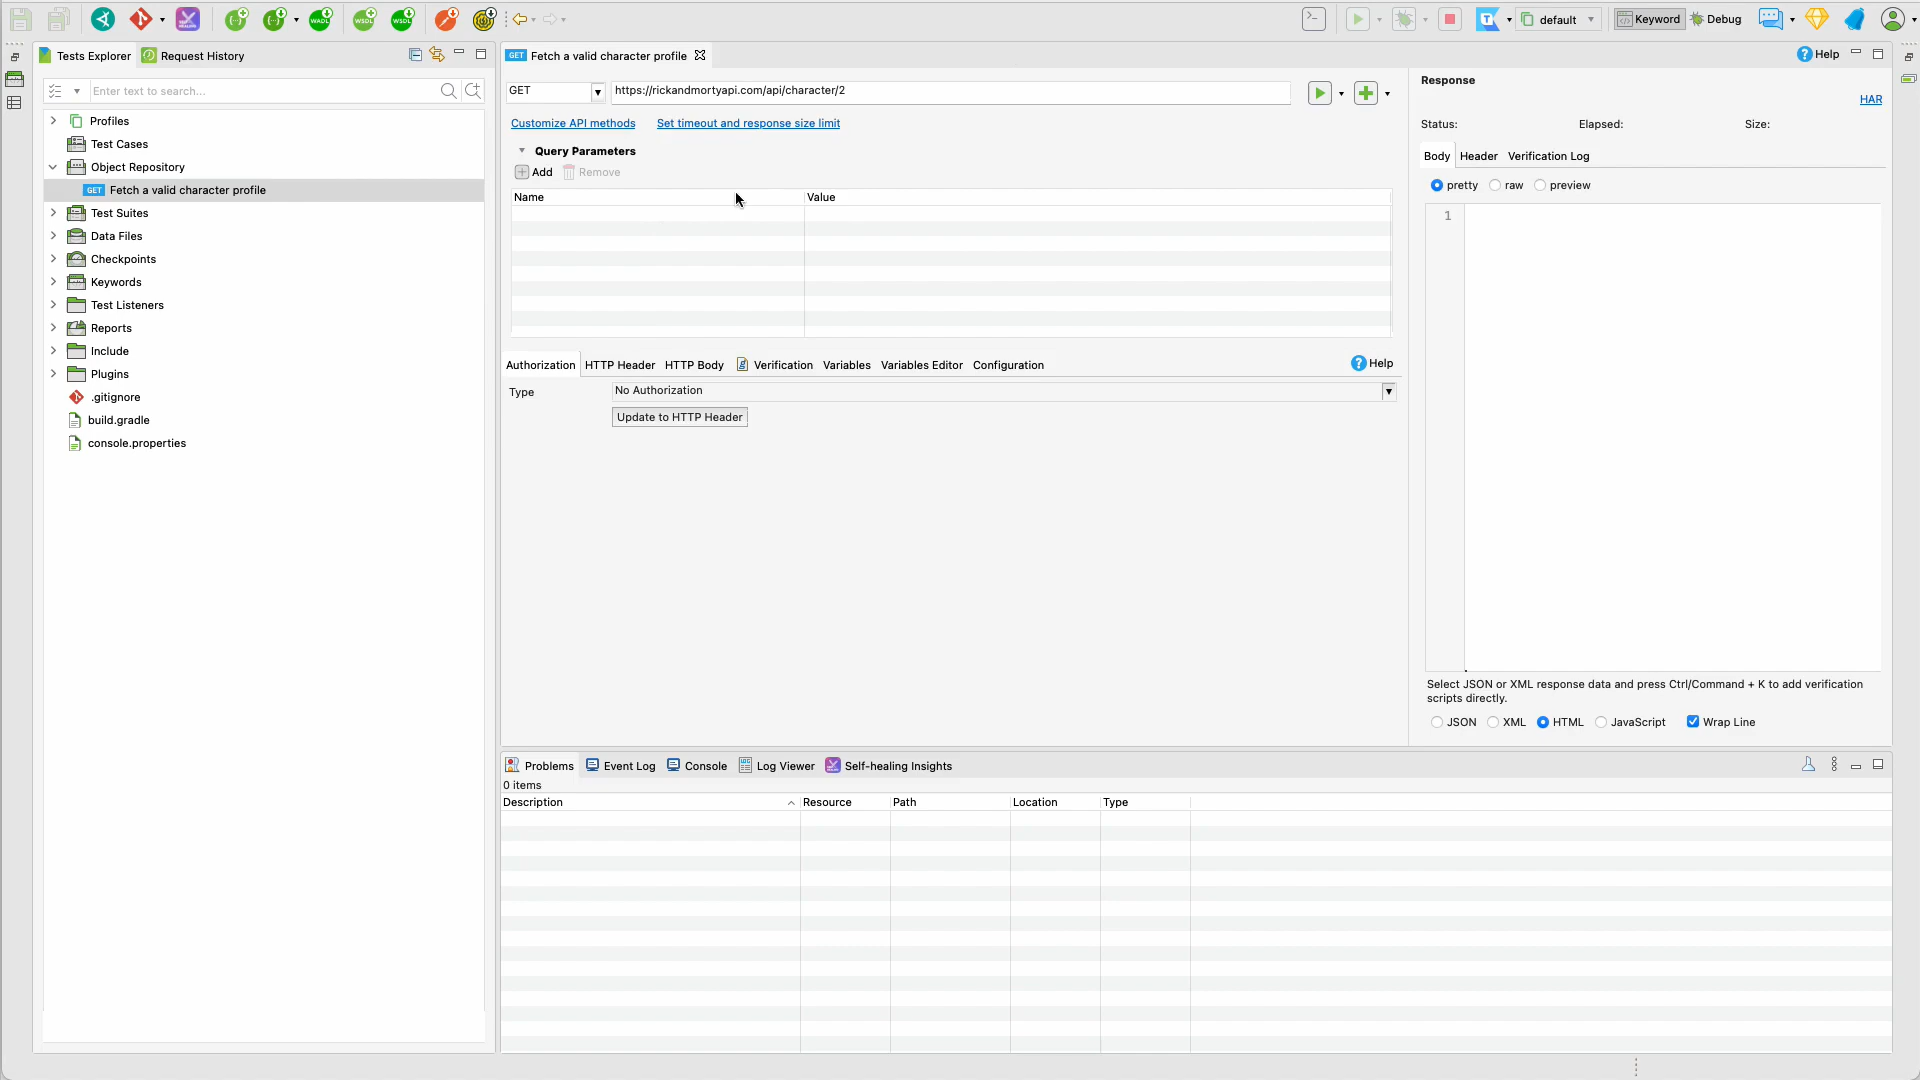 default
Keyword
Debug
Tests Explorer
Request History
Enter text to search...
Profiles
Test Cases
Object Repository
GET
Fetch a valid character profile
Test Suites
Data Files
Checkpoints
Keywords
Test Listeners
Reports
Include
Plugins
.gitignore
build.gradle
console.properties
GET Fetch a valid character profile
GET
https://rickandmortyapi.com/api/character/2
Customize API methods
Set timeout and response size limit
Query Parameters
Add
Remove
Name
Value
Authorization
HTTP Header
HTTP Body
Verification
Variables
Variables Editor
Configuration
Help
Type
No Authorization
Update to HTTP Header
Help
Response
HAR
Status:
Elapsed:
Size:
Body
Header
Verification Log
pretty
raw
preview
1
Select JSON or XML response data and press Ctrl/Command + K to add verification
scripts directly.
JSON
XML
HTML
JavaScript
Wrap Line
Problems
Event Log
Console
Log Viewer
Self-healing Insights
0 items
Description
Resource
Path
Location
Type